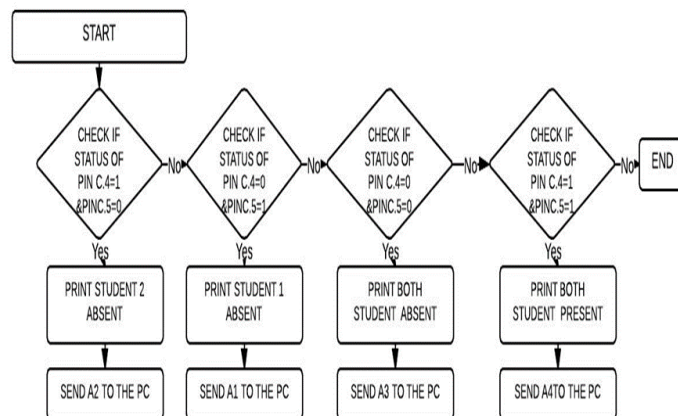 START
CHECK IF
STATUS OF
PIN C.4=1
&PINC.5=0
No
CHECK IF
STATUS OF
PIN C.4=0
&PINC.5=1
No
CHECK IF
STATUS OF
PIN C.4=0
&PINC.5=0
No
CHECK IF
STATUS OF
PIN C.4=1
&PINC.5=1
No
END
Yes
Yes
Yes
Yes
PRINT STUDENT 2
ABSENT
PRINT STUDENT 1
ABSENT
PRINT BOTH
STUDENT ABSENT
PRINT BOTH
STUDENT PRESENT
SEND A2 TO THE PC
SEND A1 TO THE PC
SEND A3 TO THE PC
SEND A4TO THE PC